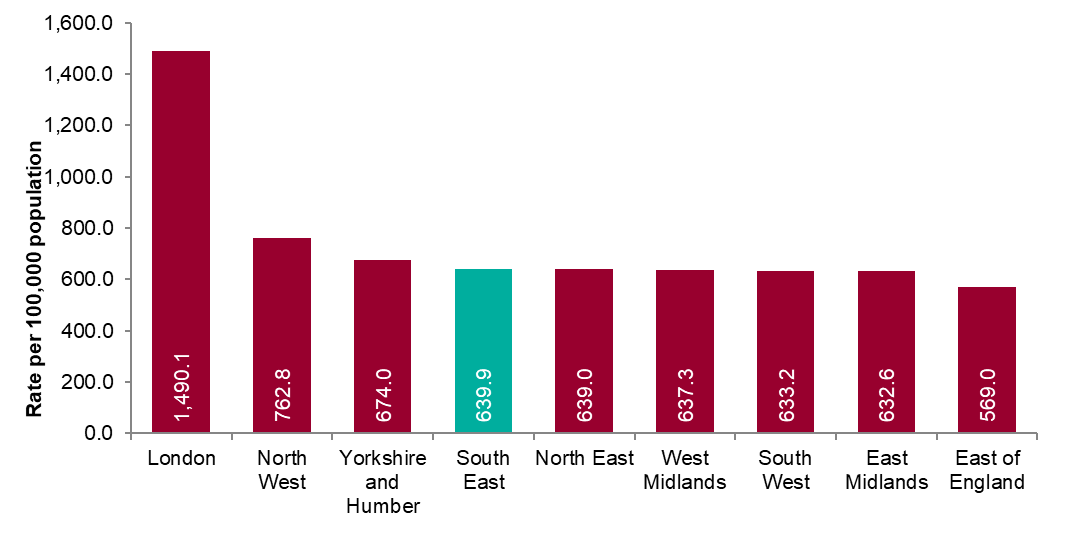 Rate per 100,000 population
1,600.0
1,400.0
1,200.0
1,000.0
800.0
600.0
400.0
200.0
0.0
1,490.1
762.8
674.0
639.9
639.0
637.3
633.2
632.6
569.0
London
North
West
Yorkshire
and
Humber
South
East
North East
West
Midlands
South
West
East
Midlands
East of
England